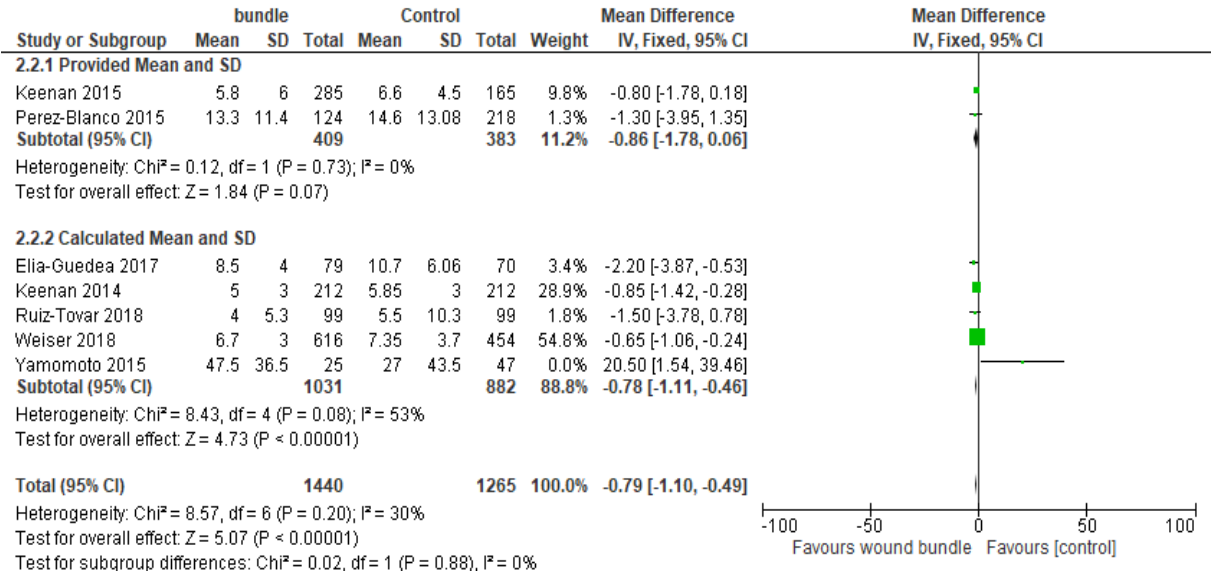 bundle Control Mean Difference Mean Difference
Study or Subgroup Mean SD Total Mean SD Total Weight IV, Fixed, 95% CI IV, Fixed, 95% CI
2.2.1 Provided Mean and SD
Keenan 2015 5.8 6 285 6.6 4.5 165 9.8% -0.80 [-1.78, 0.18]
Perez-Blanco 2015 13.3 11.4 124 14.6 13.08 218 1.3% -1.30 [-3.95, 1.35]
Subtotal (95% CI) 409 383 11.2% -0.86 [-1.78, 0.06]
Heterogeneity: Chi² = 0.12, df = 1 (P = 0.73); I² = 0%
Test for overall effect: Z = 1.84 (P = 0.07)
2.2.2 Calculated Mean and SD
Elia-Guedea 2017 8.5 4 79 10.7 6.06 70 3.4% -2.20 [-3.87, -0.53]
Keenan 2014 5 3 212 5.85 3 212 28.9% -0.85 [-1.42, -0.28]
Ruiz-Tovar 2018 4 5.3 99 5.5 10.3 99 1.8% -1.50 [-3.78, 0.78]
Weiser 2018 6.7 3 616 7.35 3.7 454 54.8% -0.65 [-1.06, -0.24]
Yamomoto 2015 47.5 36.5 25 27 43.5 47 0.0% 20.50 [1.54, 39.46]
Subtotal (95% CI) 1031 882 88.8% -0.78 [-1.11, -0.46]
Heterogeneity: Chi² = 8.43, df = 4 (P = 0.08); I² = 53%
Test for overall effect: Z = 4.73 (P < 0.00001)
Total (95% CI) 1440 1265 100.0% -0.79 [-1.10, -0.49]
Heterogeneity: Chi² = 8.57, df = 6 (P = 0.20); I² = 30%
Test for overall effect: Z = 5.07 (P < 0.00001)
Test for subgroup differences: Chi² = 0.02, df = 1 (P = 0.88), I² = 0%
-100 -50 0 50 100
Favours wound bundle Favours [control]